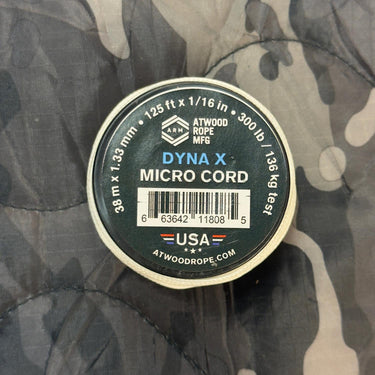 38 m x 1.33 mm • 125 ft x 1/16 in • 300 lb / 136 kg test
ARM
ATWOOD
ROPE
MFG
DYNA X
MICRO CORD
6 63642 11808 5
USA
ATWOODROPE.COM